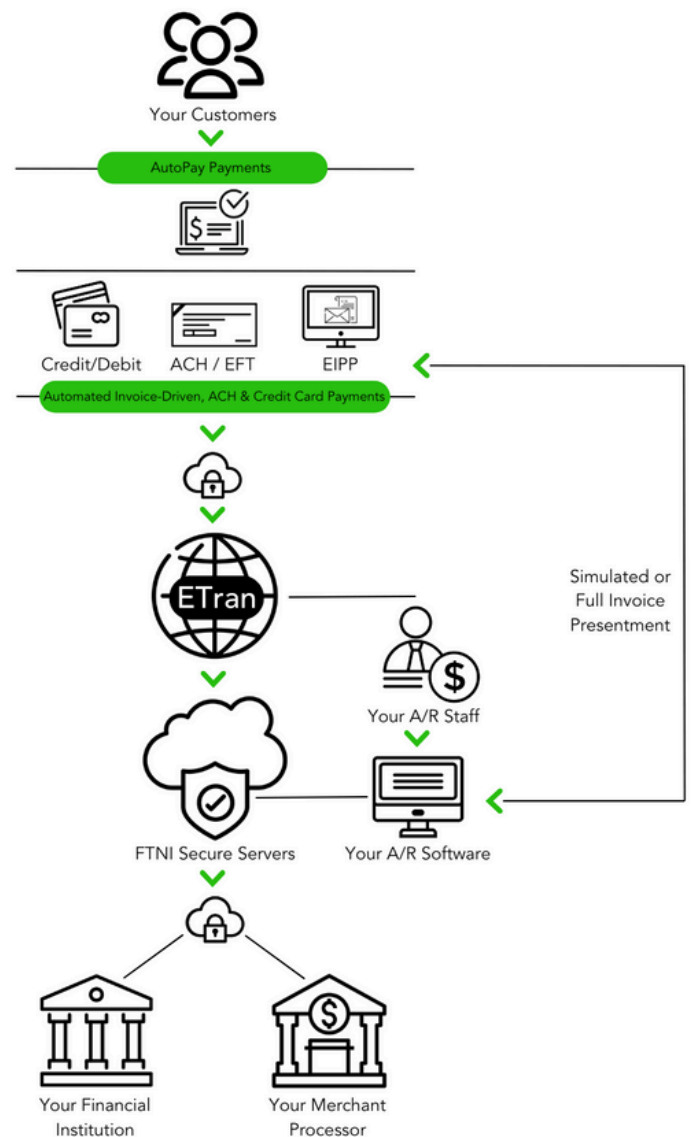 Your Customers
AutoPay Payments
$
Credit/Debit
ACH / EFT
EIPP
Automated Invoice-Driven, ACH & Credit Card Payments
ETran
Simulated or
Full Invoice
Presentment
$
Your A/R Staff
FTNI Secure Servers
Your A/R Software
$
Your Financial
Institution
Your Merchant
Processor